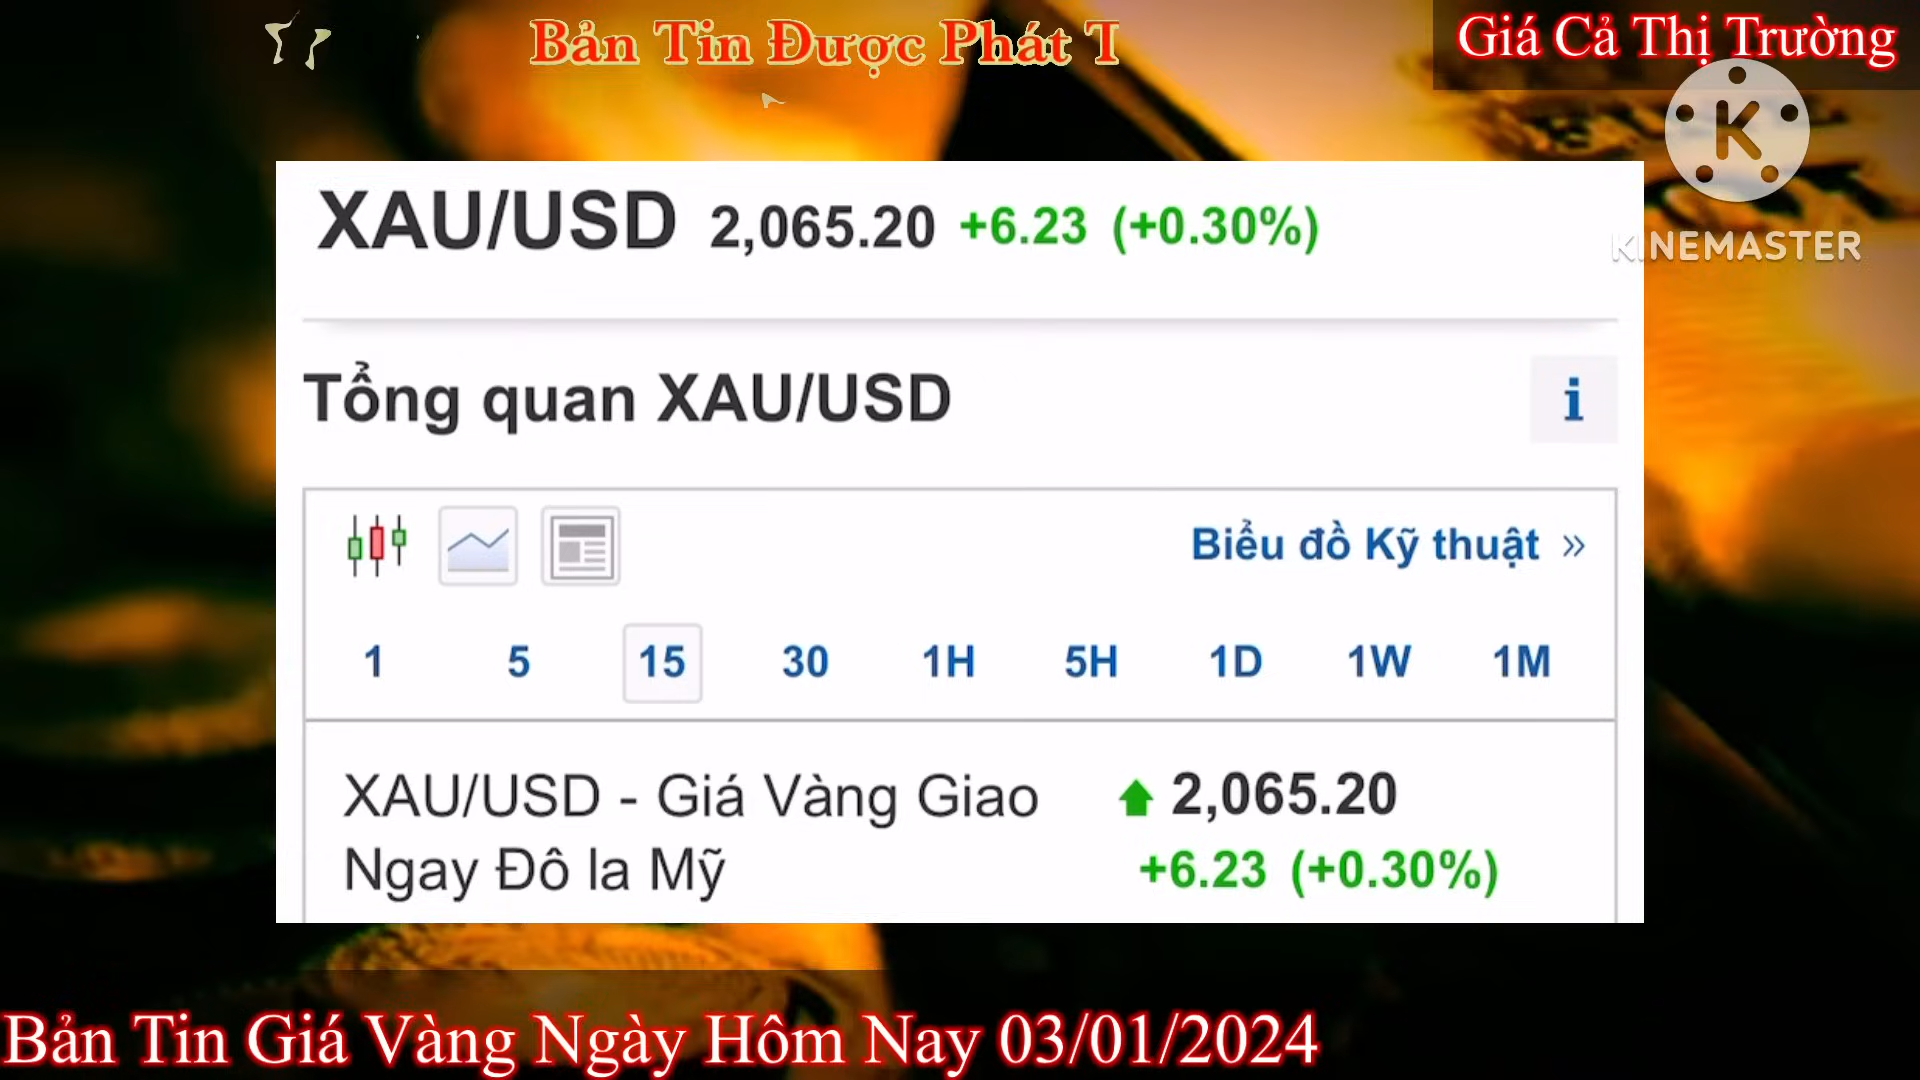 Bản Tin Được Phát T
Giá Cả Thị Trường
K
KINEMASTER
XAU/USD 2,065.20 +6.23 (+0.30%)
Tổng quan XAU/USD
i
Biểu đồ Kỹ thuật »
1 5 15 30 1H 5H 1D 1W 1M
XAU/USD - Giá Vàng Giao 2,065.20
Ngay Đô la Mỹ +6.23 (+0.30%)
Bản Tin Giá Vàng Ngày Hôm Nay 03/01/2024